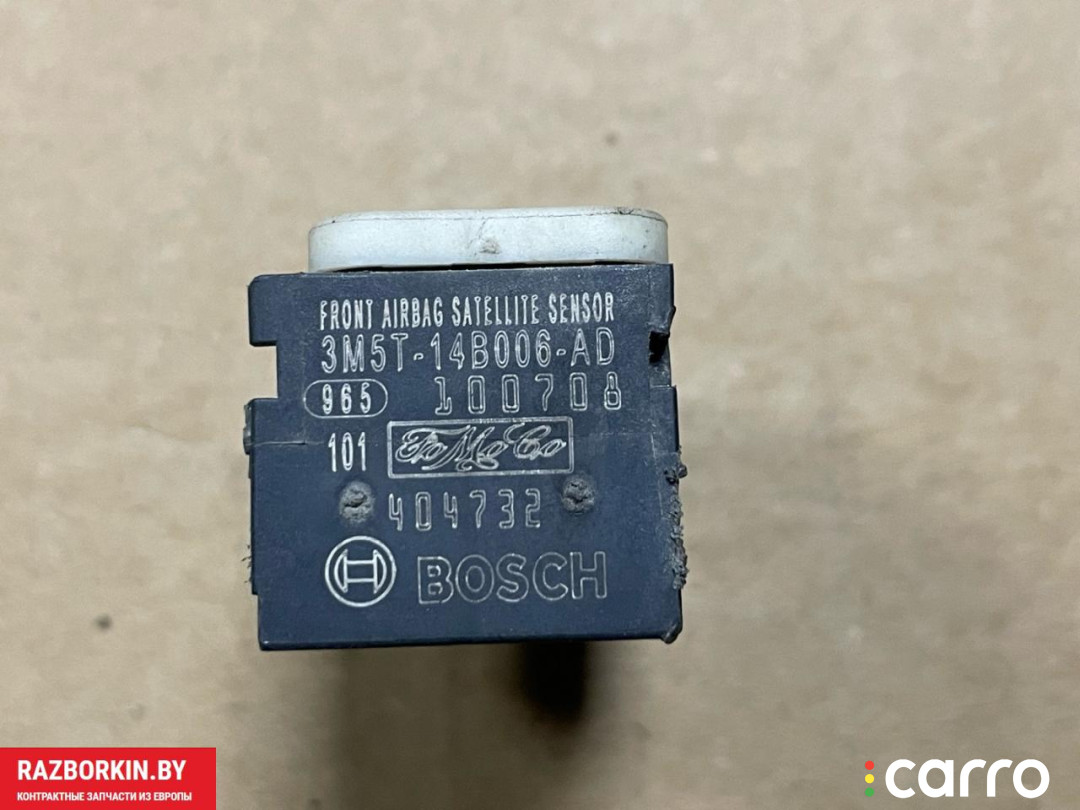 FRONT AIRBAG SATELLITE SENSOR
3M5T-14B006-AD
965 100708
101 FoMoCo
404732
BOSCH
RAZBORKIN.BY
КОНТРАКТНЫЕ ЗАПЧАСТИ ИЗ ЕВРОПЫ
carro